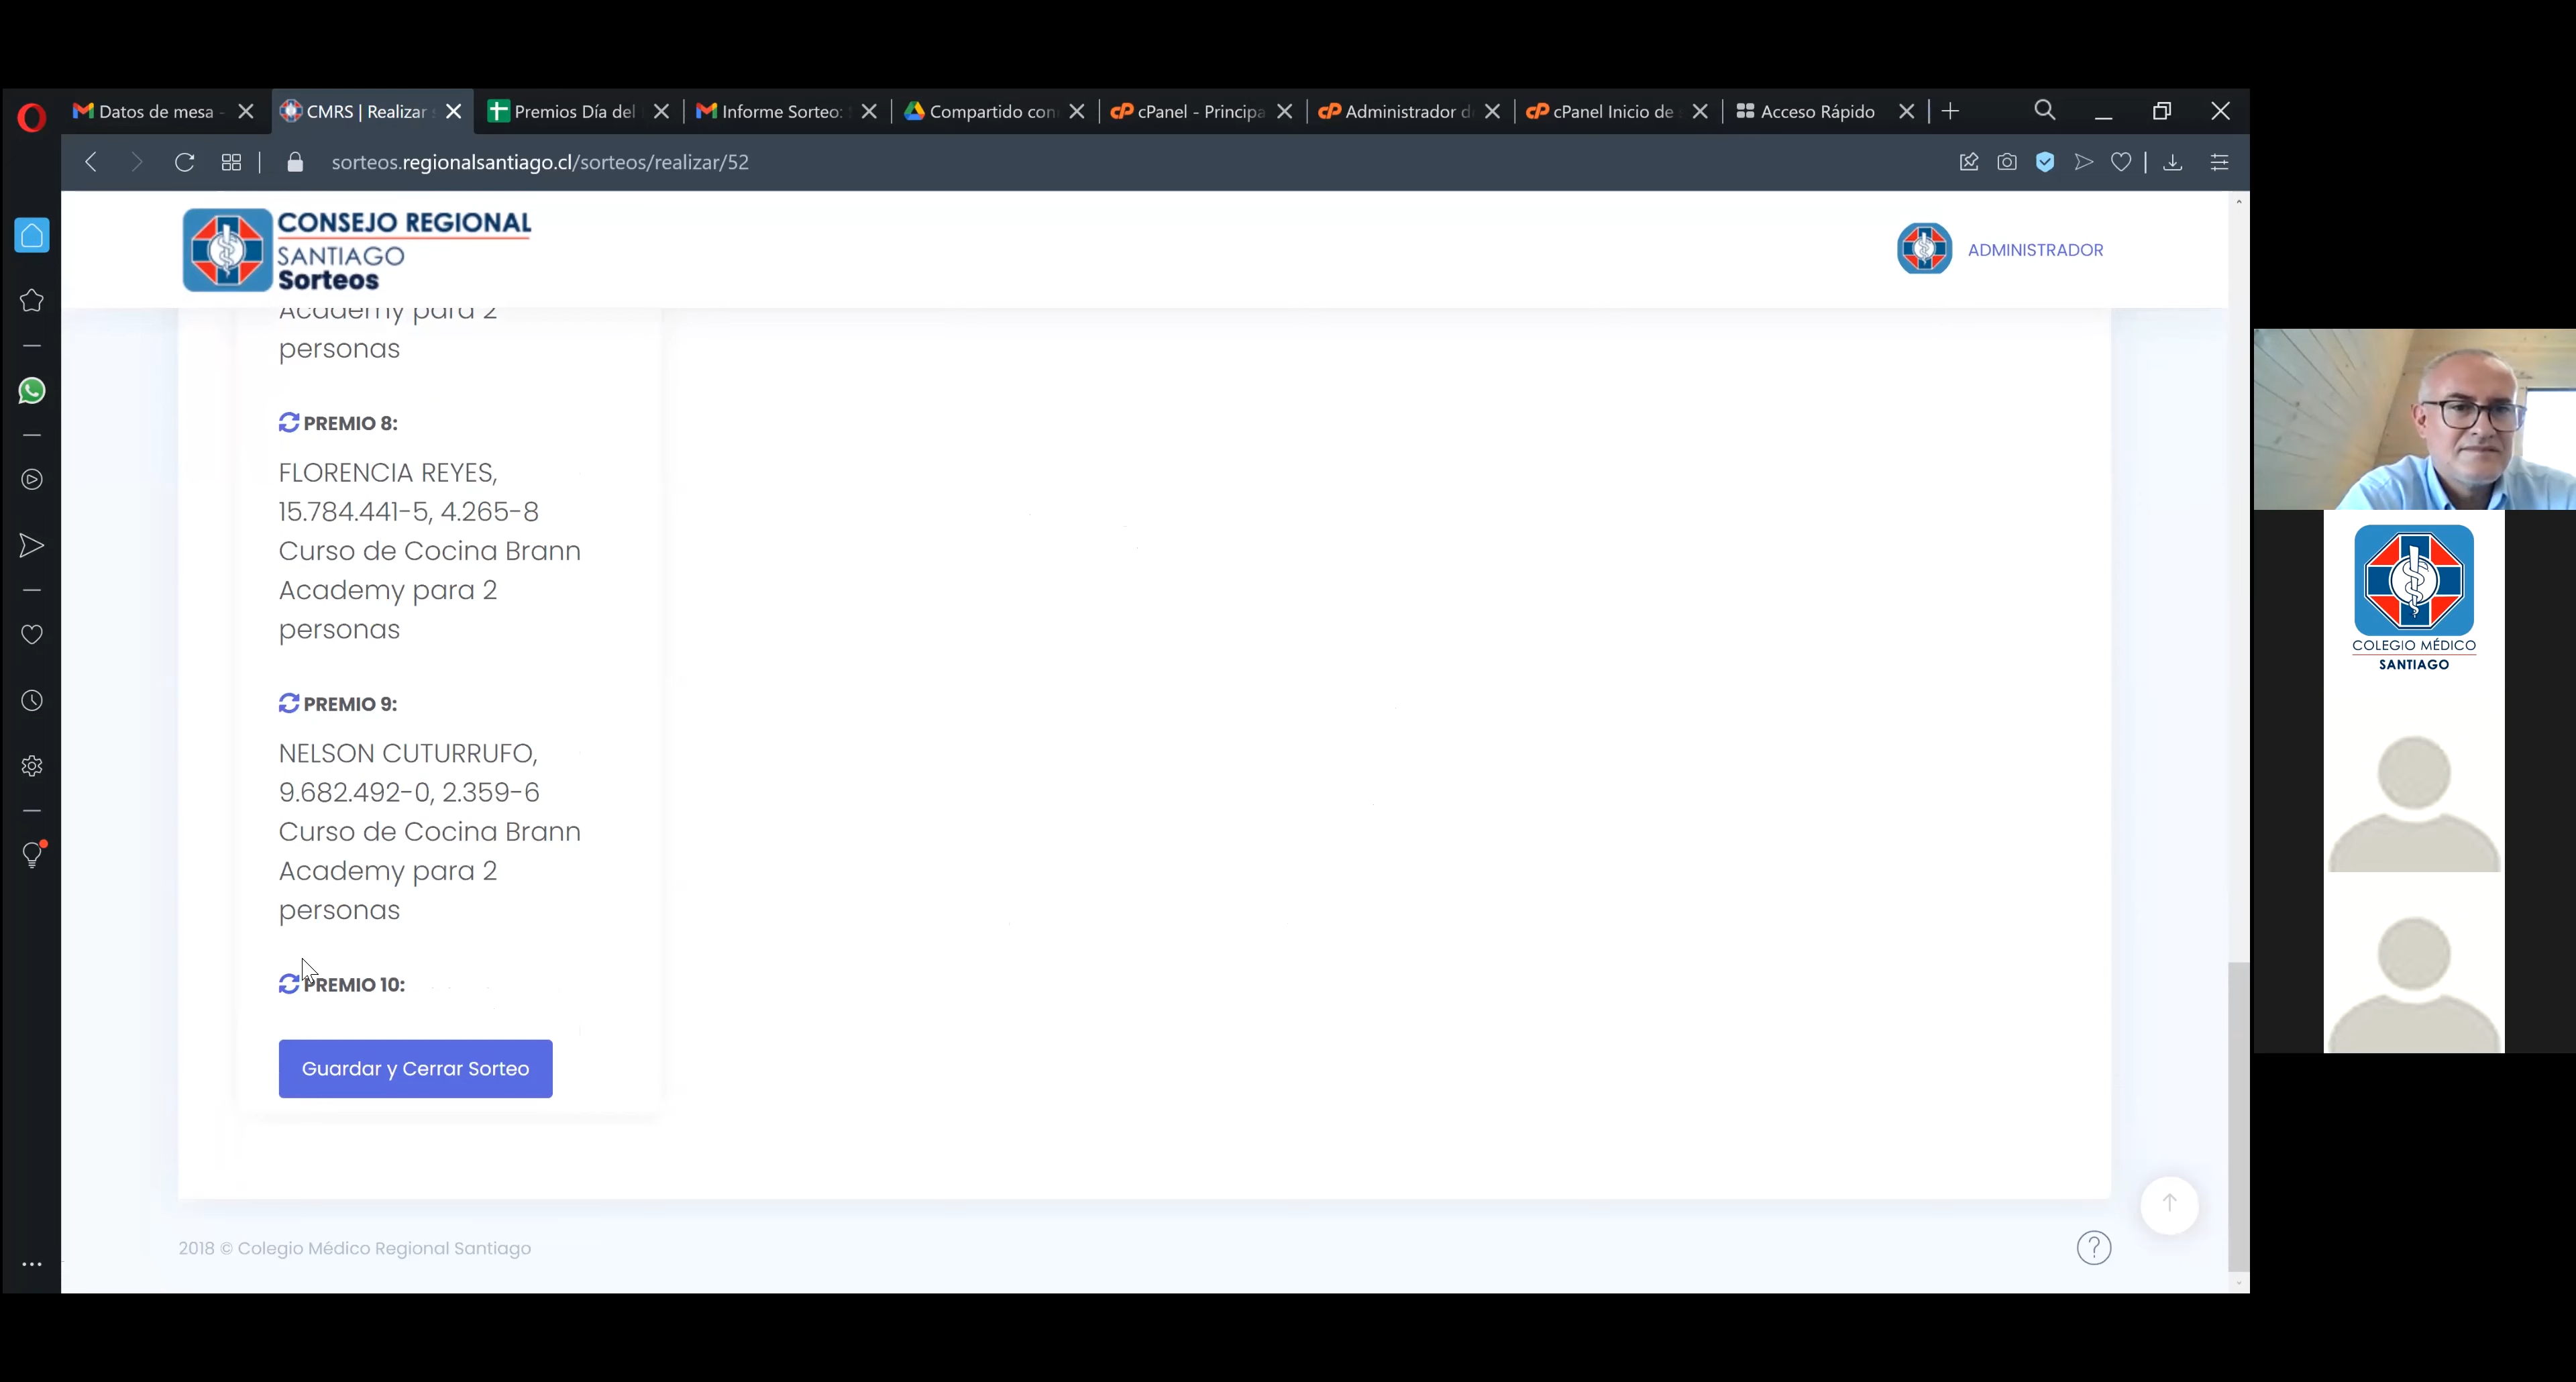 Datos de mesa -
CMRS | Realizar
Premios Día del
Informe Sorteo:
Compartido con
cPanel - Principa
Administrador d
cPanel Inicio de
Acceso Rápido
sorteos.regionalsantiago.cl/sorteos/realizar/52
CONSEJO REGIONAL
SANTIAGO
Sorteos
ADMINISTRADOR
Academy para 2
personas
PREMIO 8:
FLORENCIA REYES,
15.784.441-5, 4.265-8
Curso de Cocina Brann
Academy para 2
personas
PREMIO 9:
NELSON CUTURRUFO,
9.682.492-0, 2.359-6
Curso de Cocina Brann
Academy para 2
personas
PREMIO 10:
Guardar y Cerrar Sorteo
2018 © Colegio Médico Regional Santiago
COLEGIO MÉDICO
SANTIAGO